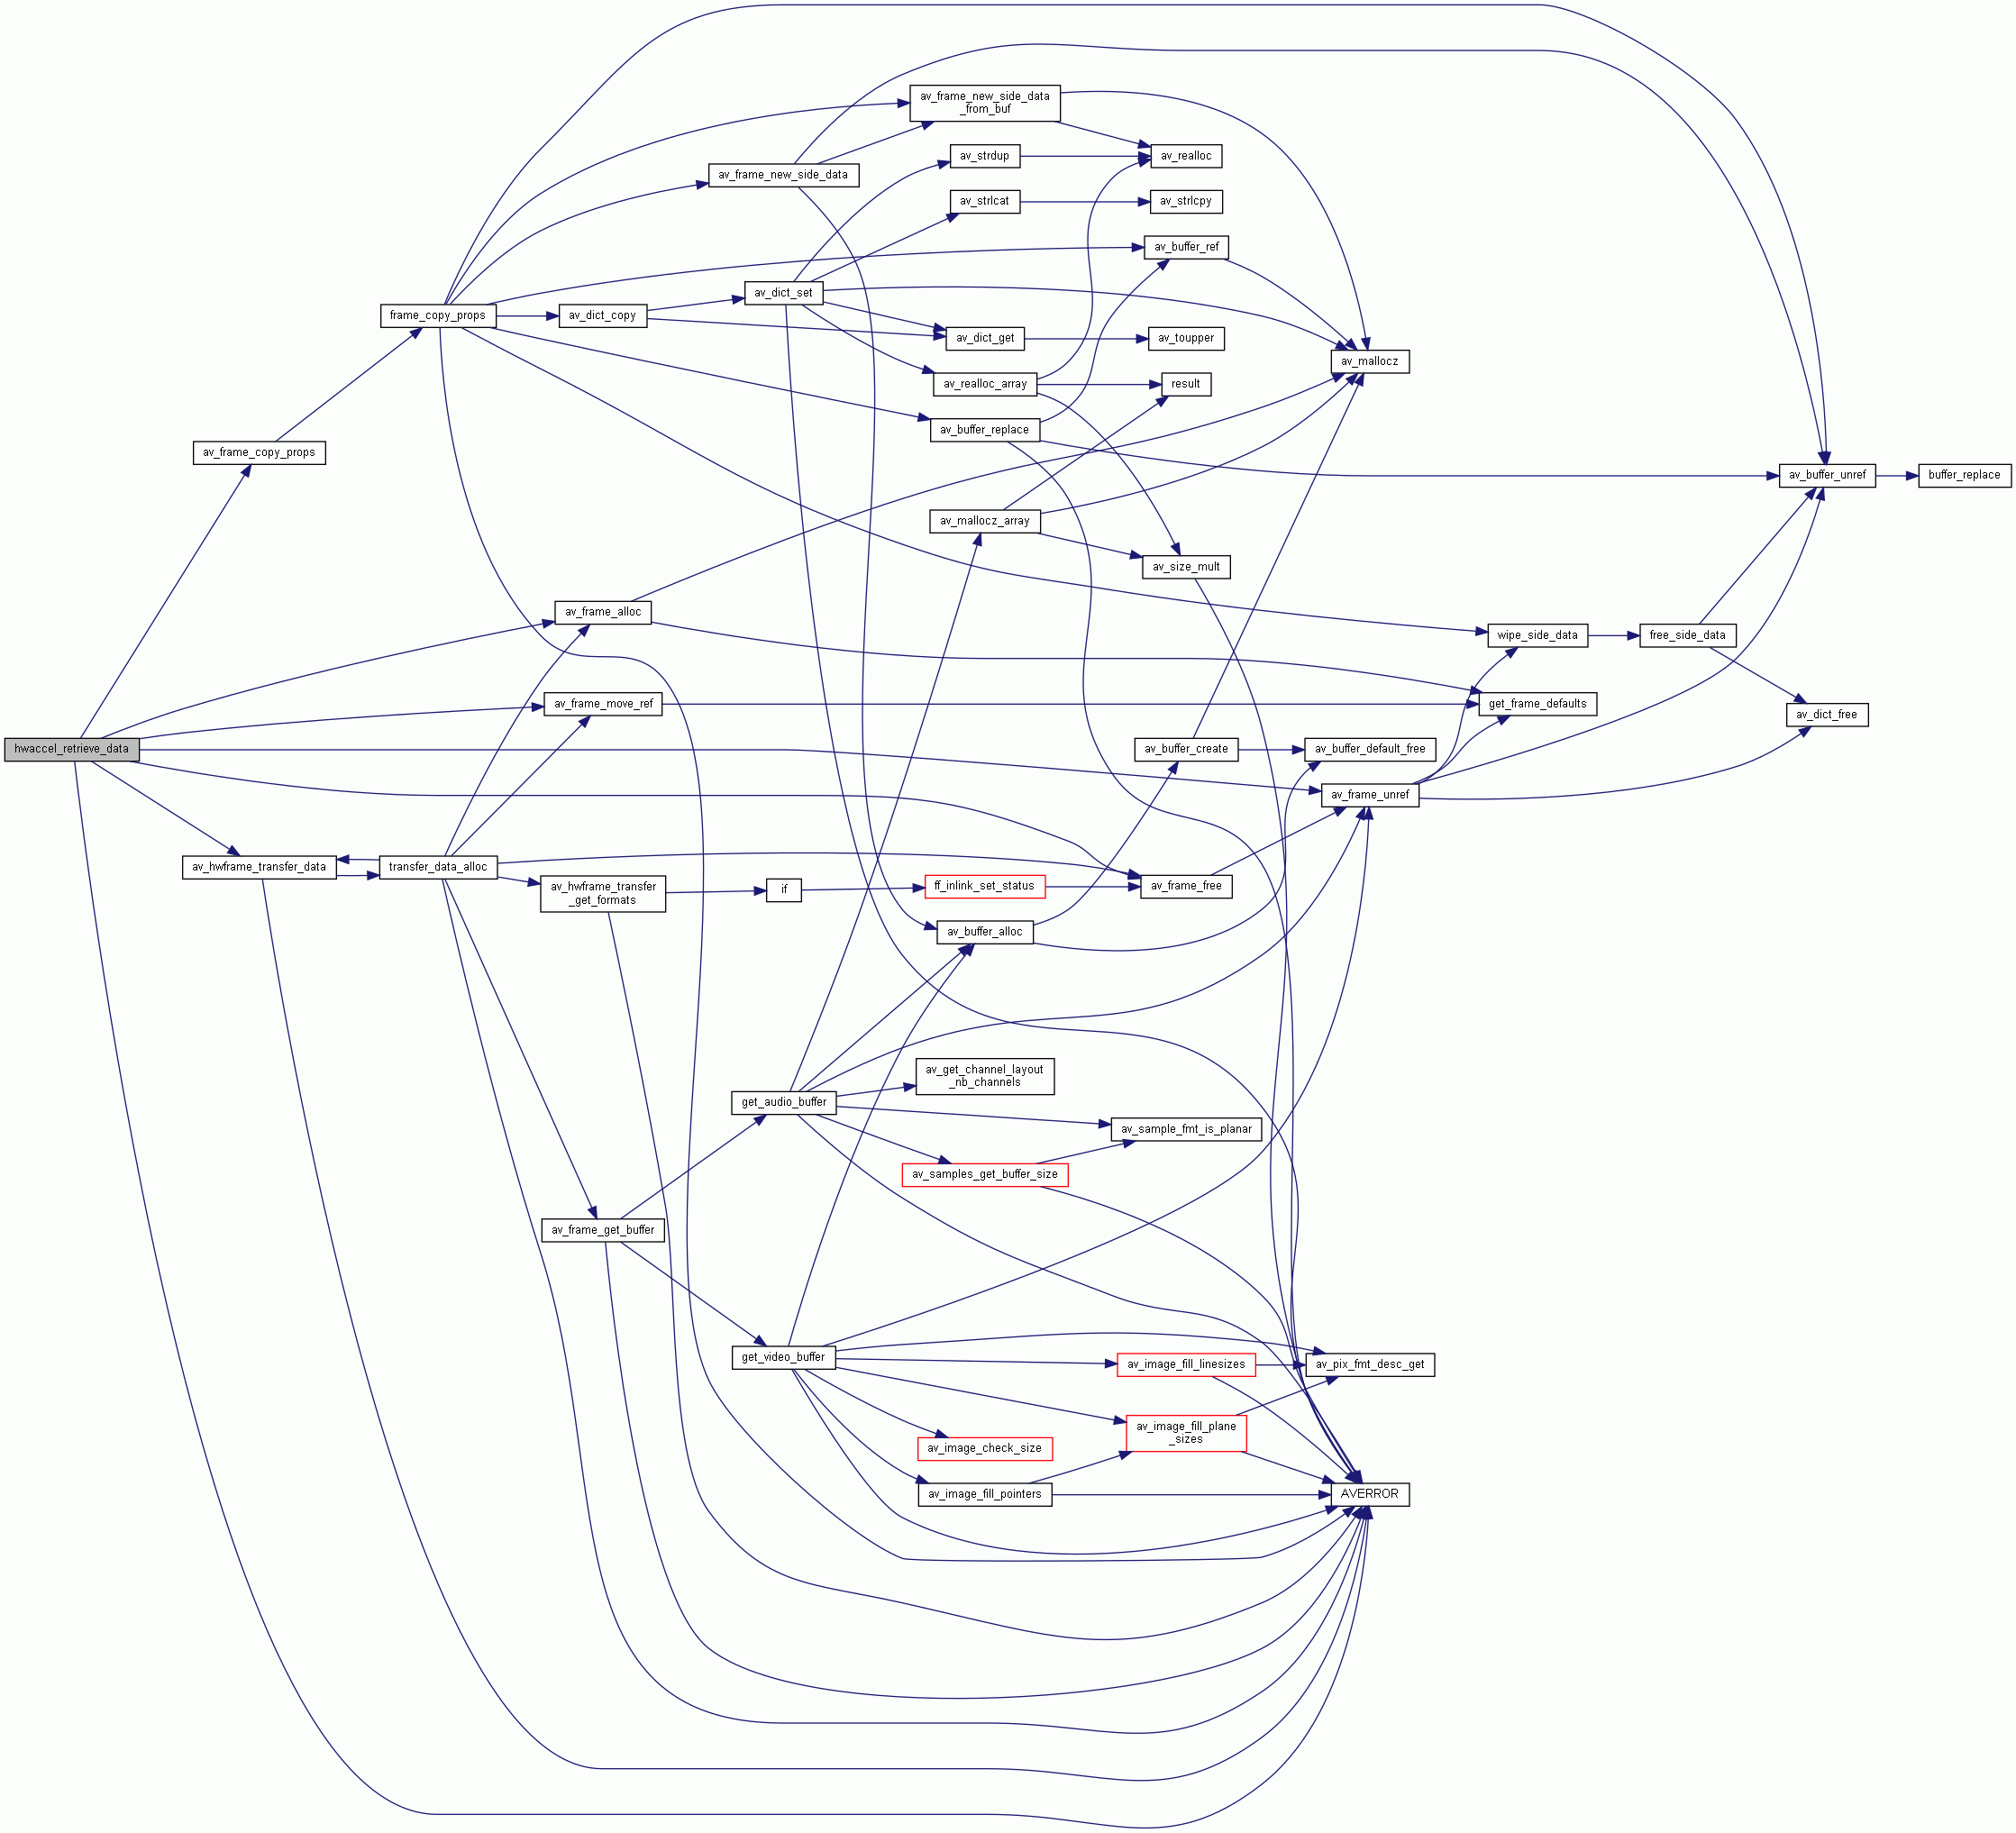 av_frame_new_side_data
_from_buf
av_strdup
av_realloc
av_frame_new_side_data
av_strlcat
av_strlcpy
av_buffer_ref
av_dict_set
frame_copy_props
av_dict_copy
av_dict_get
av_toupper
av_mallocz
av_realloc_array
result
av_buffer_replace
av_frame_copy_props
av_buffer_unref
buffer_replace
av_mallocz_array
av_size_mult
av_frame_alloc
wipe_side_data
free_side_data
av_frame_move_ref
get_frame_defaults
av_dict_free
hwaccel_retrieve_data
av_buffer_create
av_buffer_default_free
av_frame_unref
av_hwframe_transfer_data
transfer_data_alloc
av_hwframe_transfer
_get_formats
if
ff_inlink_set_status
av_frame_free
av_buffer_alloc
av_get_channel_layout
_nb_channels
get_audio_buffer
av_sample_fmt_is_planar
av_samples_get_buffer_size
av_frame_get_buffer
get_video_buffer
av_image_fill_linesizes
av_pix_fmt_desc_get
av_image_fill_plane
_sizes
av_image_check_size
av_image_fill_pointers
AVERROR